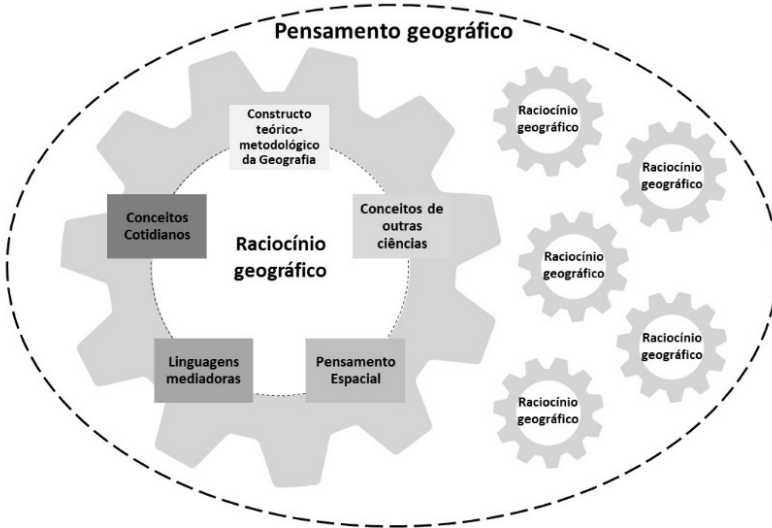 Pensamento geográfico
Constructo
teórico-
metodológico
da Geografia
Conceitos
Cotidianos
Conceitos de
outras
ciências
Raciocínio
geográfico
Linguagens
mediadoras
Pensamento
Espacial
Raciocínio
geográfico
Raciocínio
geográfico
Raciocínio
geográfico
Raciocínio
geográfico
Raciocínio
geográfico